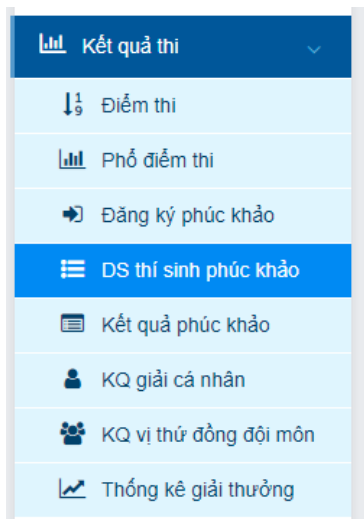 Kết quả thi
Điểm thi
Phổ điểm thi
Đăng ký phúc khảo
DS thí sinh phúc khảo
Kết quả phúc khảo
KQ giải cá nhân
KQ vị thứ đồng đội môn
Thống kê giải thưởng